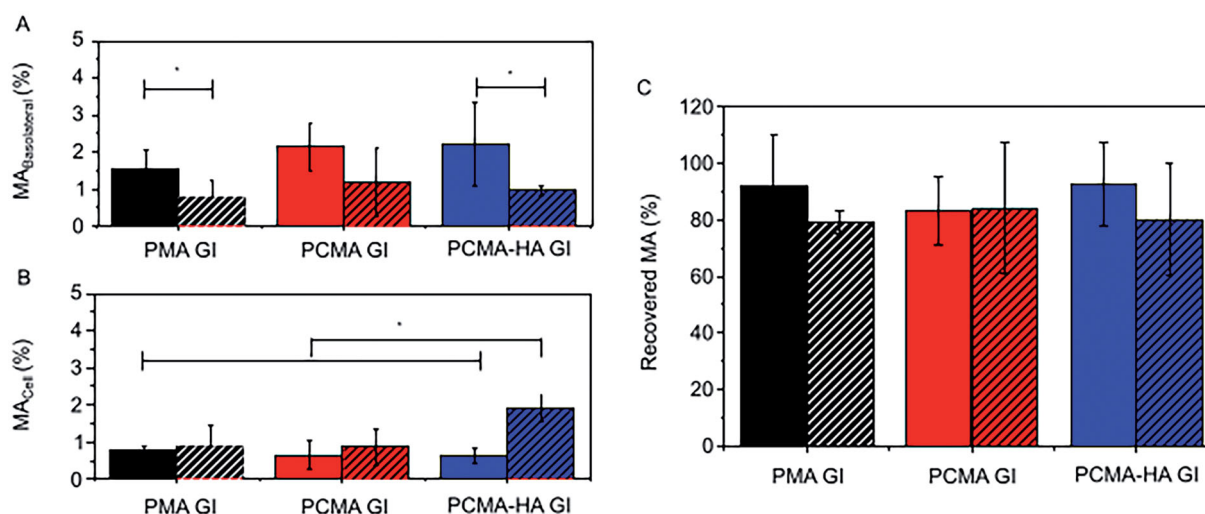 A
5
4
3
2
1
0
MABasolateral (%)
*
*
PMA GI
PCMA GI
PCMA-HA GI
B
5
4
3
2
1
0
MACell (%)
*
PMA GI
PCMA GI
PCMA-HA GI
C
120
100
80
60
40
20
0
Recovered MA (%)
PMA GI
PCMA GI
PCMA-HA GI